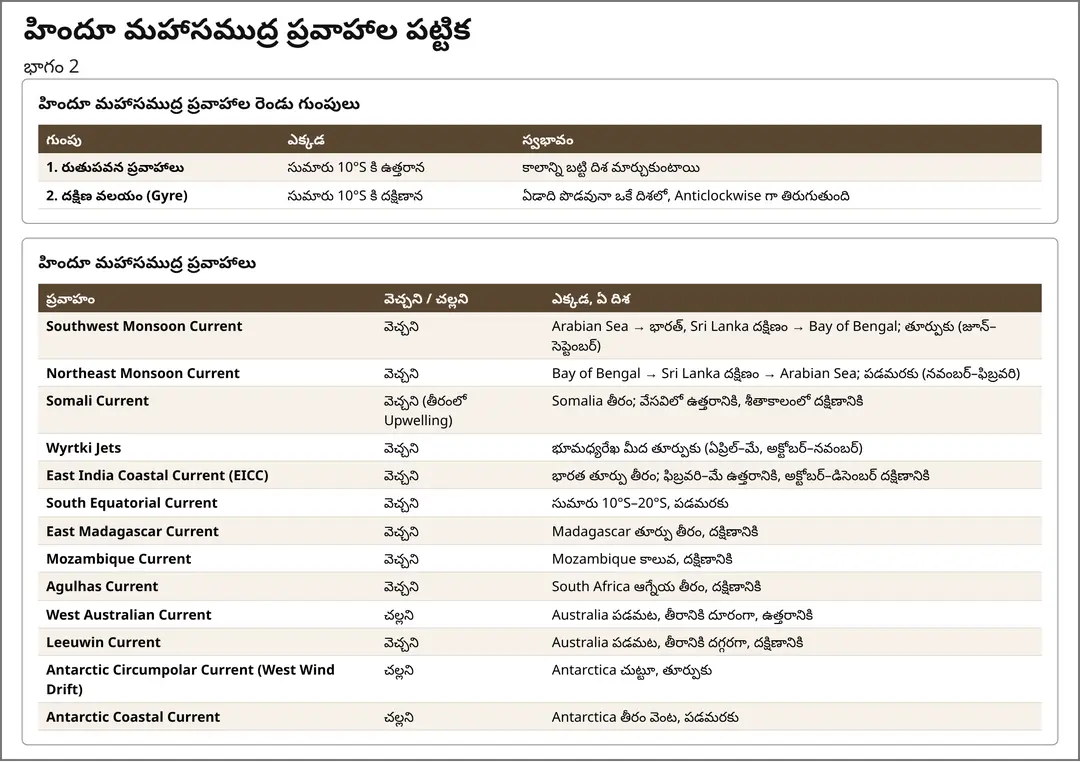 హిందూ మహాసముద్ర ప్రవాహాల పట్టిక
భాగం 2
హిందూ మహాసముద్ర ప్రవాహాల రెండు గుంపులు
గుంపు ఎక్కడ స్వభావం
1. రుతుపవన ప్రవాహాలు సుమారు 10°S కి ఉత్తరాన కాలాన్ని బట్టి దిశ మార్చుకుంటాయి
2. దక్షిణ వలయం (Gyre) సుమారు 10°S కి దక్షిణాన ఏడాది పొడవునా ఒకే దిశలో, Anticlockwise గా తిరుగుతుంది
హిందూ మహాసముద్ర ప్రవాహాలు
ప్రవాహం వెచ్చని / చల్లని ఎక్కడ, ఏ దిశ
Southwest Monsoon Current వెచ్చని Arabian Sea → భారత్, Sri Lanka దక్షిణం → Bay of Bengal; తూర్పుకు (జూన్–
సెప్టెంబర్)
Northeast Monsoon Current వెచ్చని Bay of Bengal → Sri Lanka దక్షిణం → Arabian Sea; పడమరకు (నవంబర్–ఫిబ్రవరి)
Somali Current వెచ్చని (తీరంలో Somalia తీరం; వేసవిలో ఉత్తరానికి, శీతాకాలంలో దక్షిణానికి
Upwelling)
Wyrtki Jets వెచ్చని భూమధ్యరేఖ మీద తూర్పుకు (ఏప్రిల్–మే, అక్టోబర్–నవంబర్)
East India Coastal Current (EICC) వెచ్చని భారత తూర్పు తీరం; ఫిబ్రవరి–మే ఉత్తరానికి, అక్టోబర్–డిసెంబర్ దక్షిణానికి
South Equatorial Current వెచ్చని సుమారు 10°S–20°S, పడమరకు
East Madagascar Current వెచ్చని Madagascar తూర్పు తీరం, దక్షిణానికి
Mozambique Current వెచ్చని Mozambique కాలువ, దక్షిణానికి
Agulhas Current వెచ్చని South Africa ఆగ్నేయ తీరం, దక్షిణానికి
West Australian Current చల్లని Australia పడమట, తీరానికి దూరంగా, ఉత్తరానికి
Leeuwin Current వెచ్చని Australia పడమట, తీరానికి దగ్గరగా, దక్షిణానికి
Antarctic Circumpolar Current (West Wind చల్లని Antarctica చుట్టూ, తూర్పుకు
Drift)
Antarctic Coastal Current చల్లని Antarctica తీరం వెంట, పడమరకు